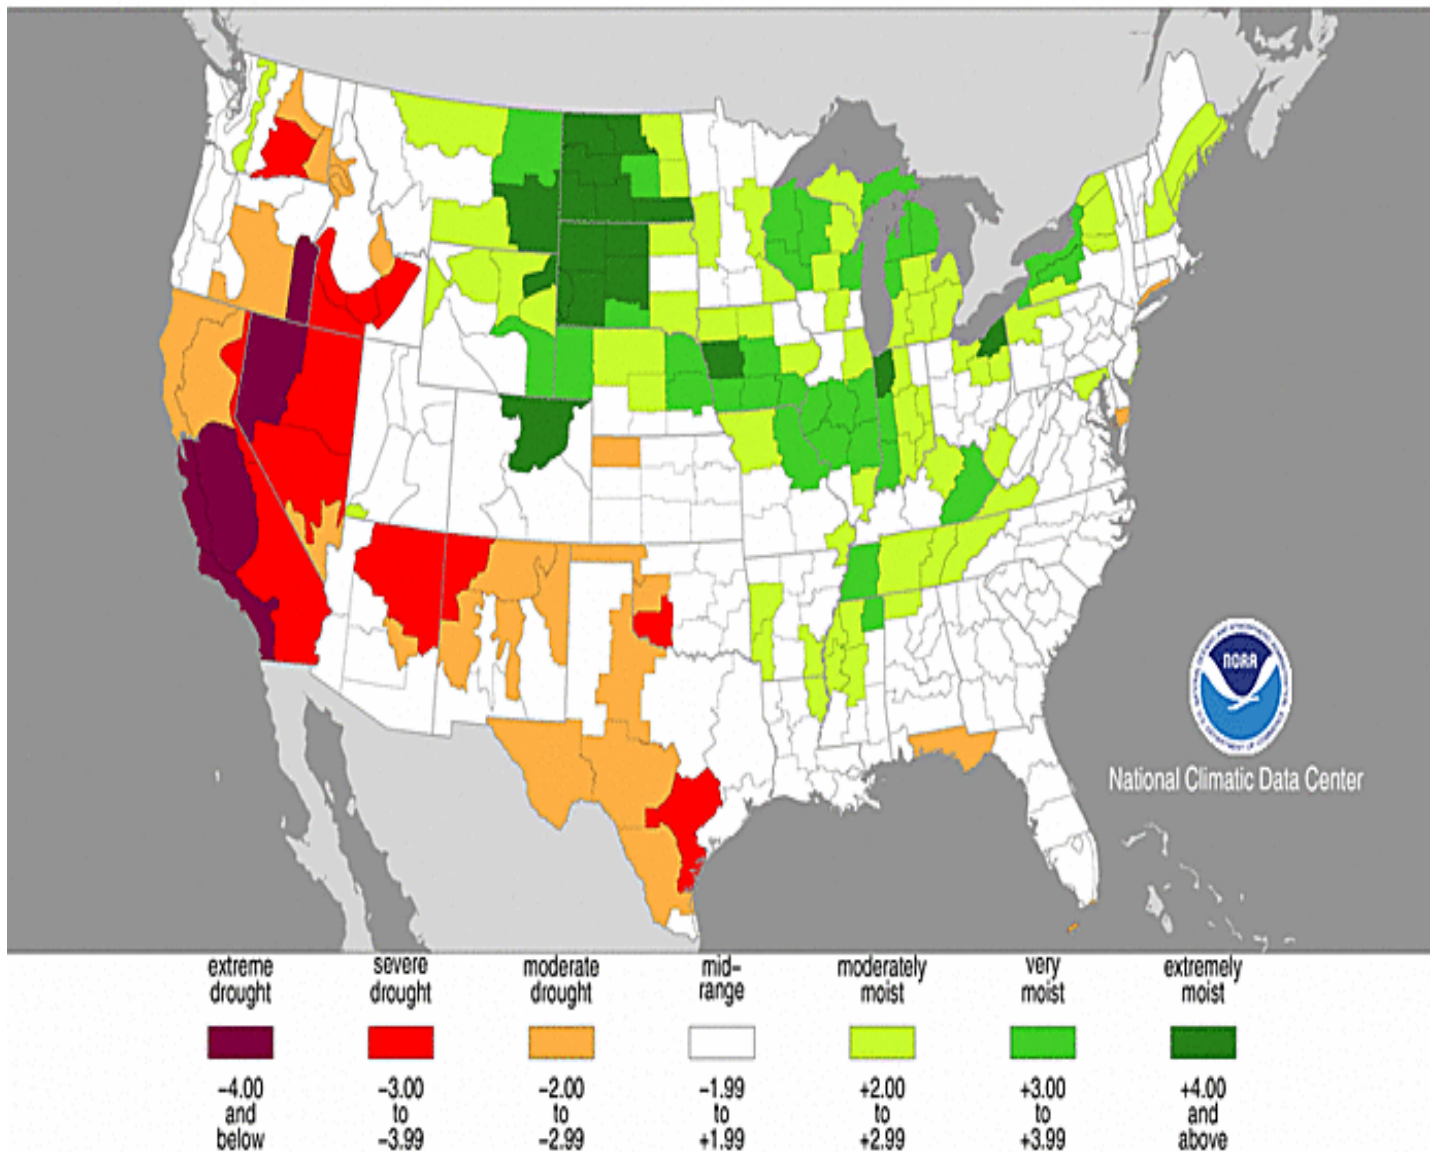 NOAA
National Climatic Data Center
extreme drought
severe drought
moderate drought
mid-range
moderately moist
very moist
extremely moist
−4.00 and below
−3.00 to −3.99
−2.00 to −2.99
−1.99 to +1.99
+2.00 to +2.99
+3.00 to +3.99
+4.00 and above